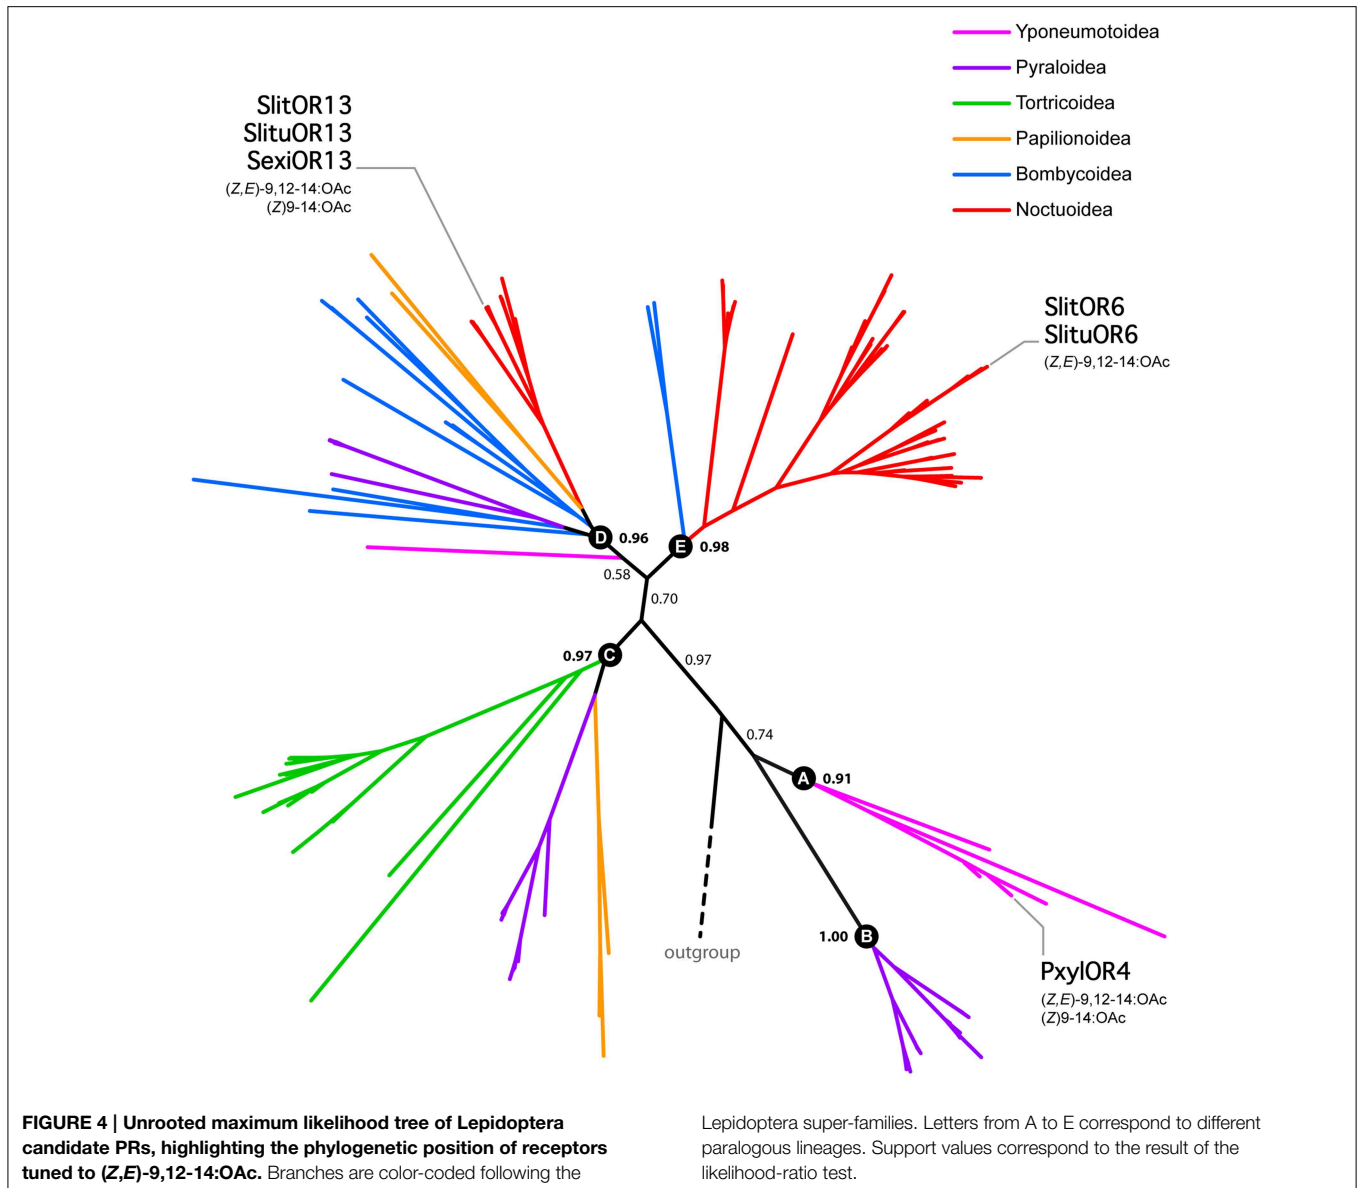 Yponeumotoidea
Pyraloidea
Tortricoidea
Papilionoidea
Bombycoidea
Noctuoidea
SlitOR13
SlituOR13
SexiOR13
(Z,E)-9,12-14:OAc
(Z)9-14:OAc
SlitOR6
SlituOR6
(Z,E)-9,12-14:OAc
D 0.96
E 0.98
0.58
0.70
0.97 C
0.97
0.74
A 0.91
1.00 B
outgroup
PxylOR4
(Z,E)-9,12-14:OAc
(Z)9-14:OAc
FIGURE 4 | Unrooted maximum likelihood tree of Lepidoptera
candidate PRs, highlighting the phylogenetic position of receptors
tuned to (Z,E)-9,12-14:OAc. Branches are color-coded following the
Lepidoptera super-families. Letters from A to E correspond to different
paralogous lineages. Support values correspond to the result of the
likelihood-ratio test.